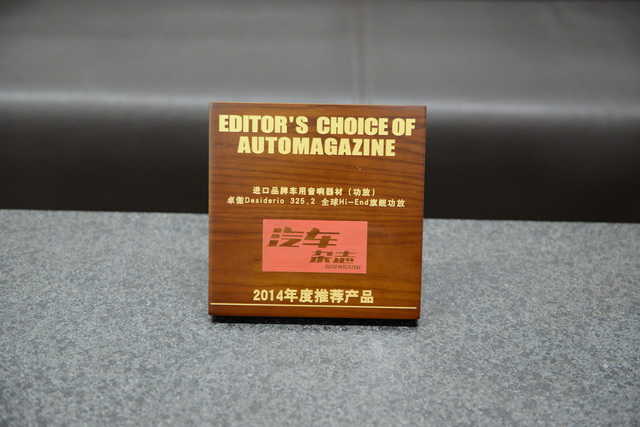 EDITOR'S CHOICE OF
AUTOMAGAZINE
进口品牌车用音响器材（功放）
卓傲Desiderio 325.2 全球Hi-End旗舰功放
汽车
杂志
AUTO MAGAZINE
2014年度推荐产品